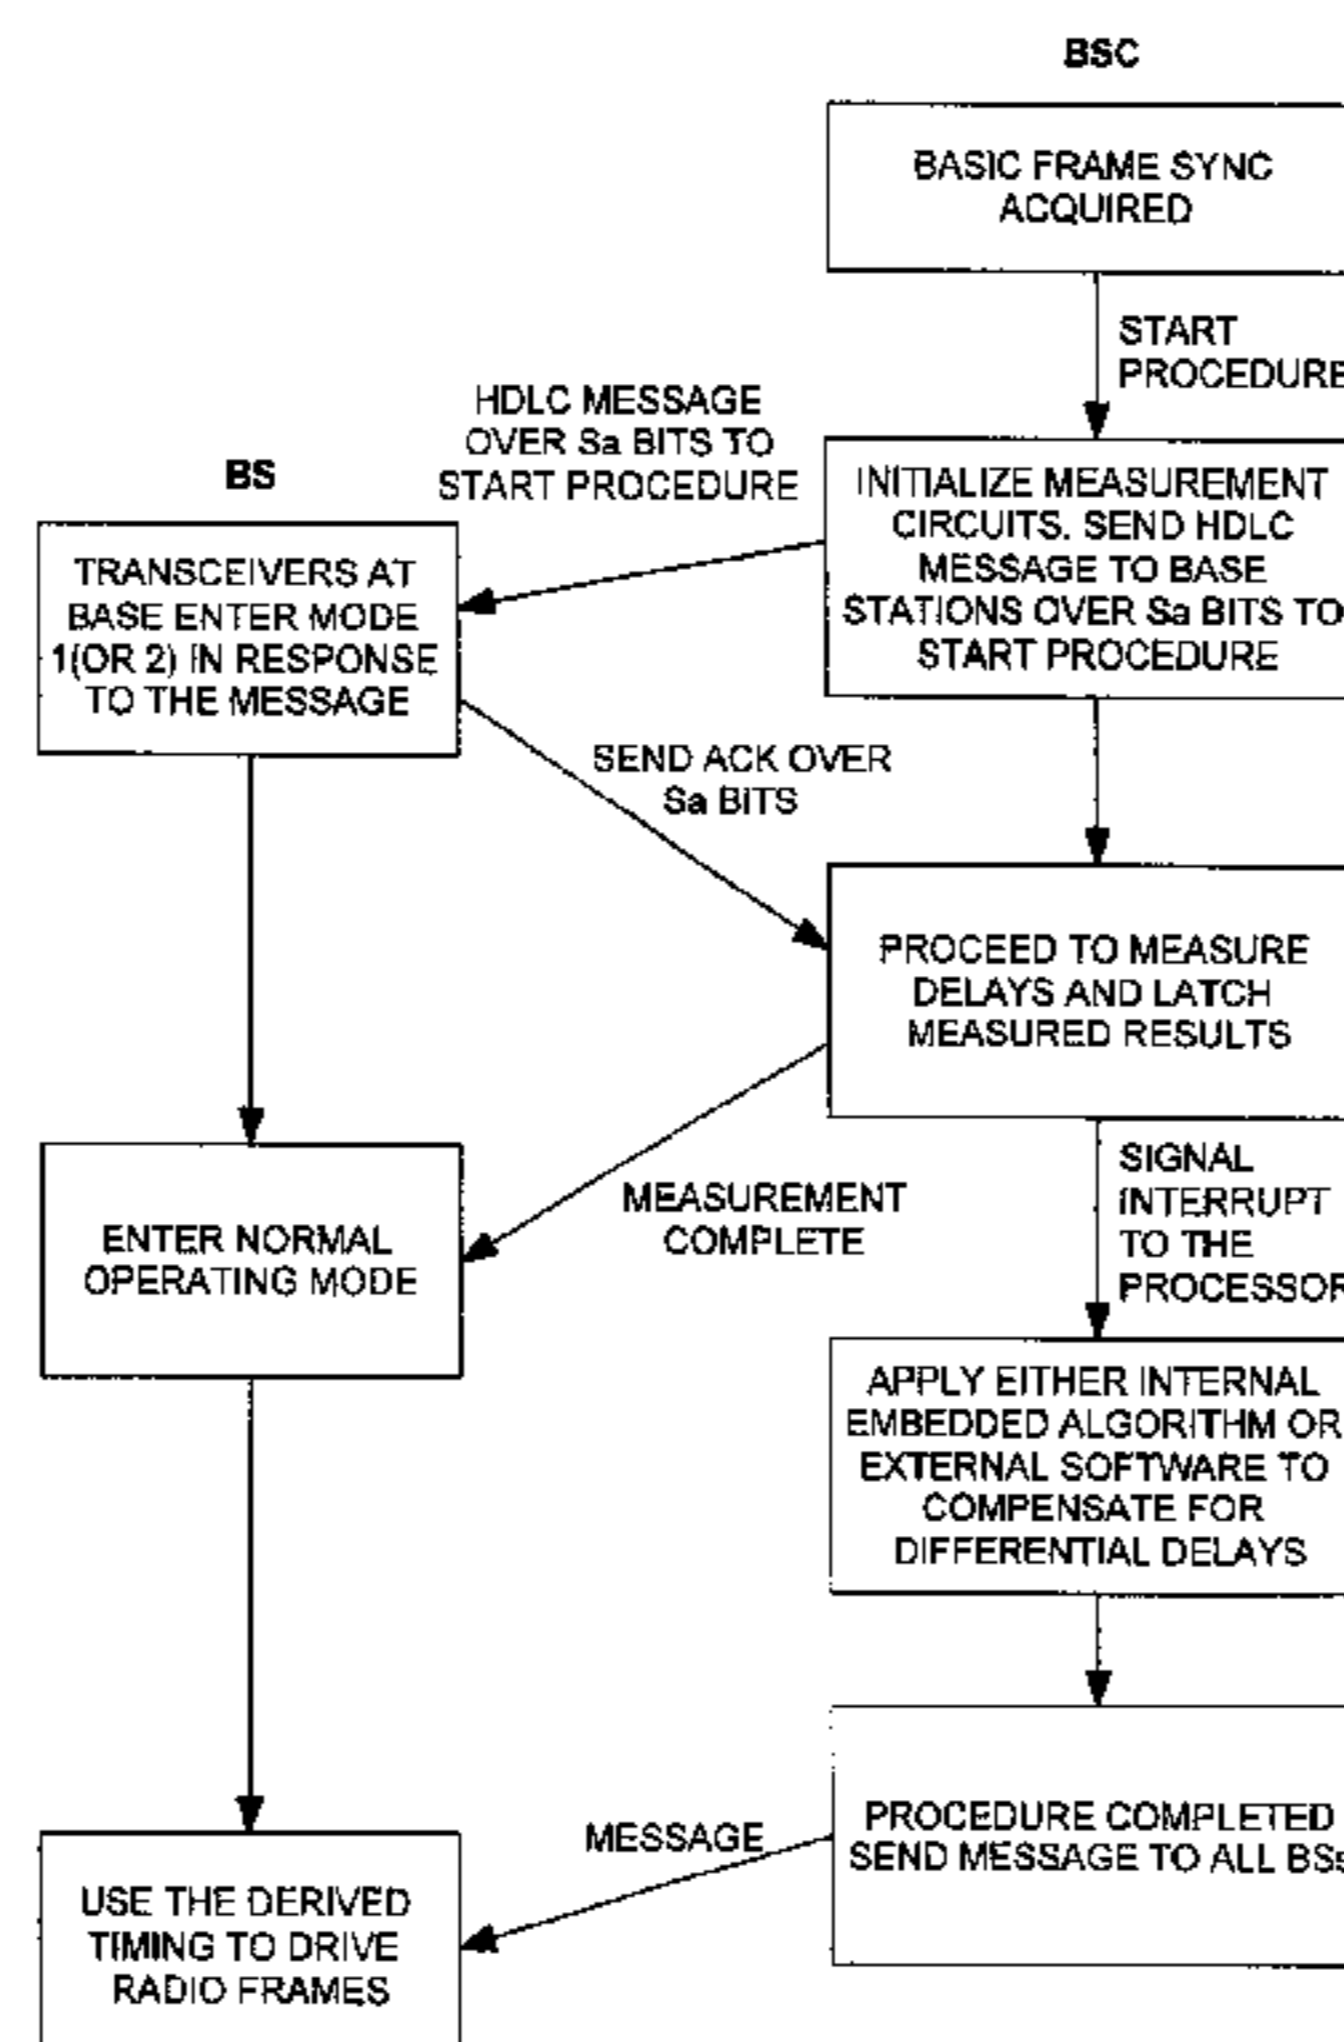 BSC
BASIC FRAME SYNC
ACQUIRED
START
PROCEDURE
HDLC MESSAGE
OVER Sa BITS TO
START PROCEDURE
BS
INITIALIZE MEASUREMENT
CIRCUITS. SEND HDLC
MESSAGE TO BASE
STATIONS OVER Sa BITS TO
START PROCEDURE
TRANSCEIVERS AT
BASE ENTER MODE
1(OR 2) IN RESPONSE
TO THE MESSAGE
SEND ACK OVER
Sa BITS
PROCEED TO MEASURE
DELAYS AND LATCH
MEASURED RESULTS
MEASUREMENT
COMPLETE
SIGNAL
INTERRUPT
TO THE
PROCESSOR
ENTER NORMAL
OPERATING MODE
APPLY EITHER INTERNAL
EMBEDDED ALGORITHM OR
EXTERNAL SOFTWARE TO
COMPENSATE FOR
DIFFERENTIAL DELAYS
MESSAGE
PROCEDURE COMPLETED
SEND MESSAGE TO ALL BSs
USE THE DERIVED
TIMING TO DRIVE
RADIO FRAMES